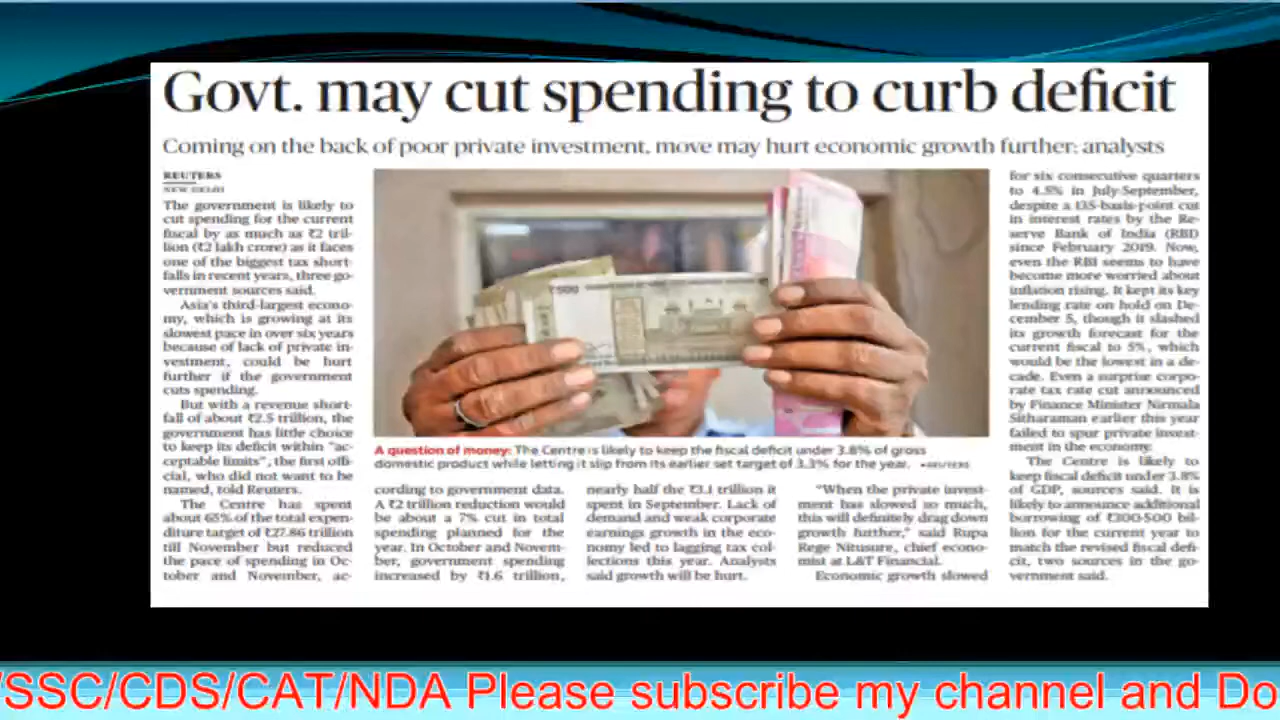 Govt. may cut spending to curb deficit
Coming on the back of poor private investment, move may hurt economic growth further: analysts
REUTERS
NEW DELHI
The government is likely to
cut spending for the current
fiscal by as much as ₹2 tril-
lion (₹2 lakh crore) as it faces
one of the biggest tax short-
falls in recent years, three go-
vernment sources said.
Asia's third-largest econo-
my, which is growing at its
slowest pace in over six years
because of lack of private in-
vestment, could be hurt
further if the government
cuts spending.
But with a revenue short-
fall of about ₹2.5 trillion, the
government has little choice
to keep its deficit within "ac-
ceptable limits", the first offi-
cial, who did not want to be
named, told Reuters.
The Centre has spent
about 65% of the total expen-
diture target of ₹27.86 trillion
till November but reduced
the pace of spending in Oc-
tober and November, ac-
500
A question of money: The Centre is likely to keep the fiscal deficit under 3.8% of gross
domestic product while letting it slip from its earlier set target of 3.3% for the year. •REUTERS
cording to government data.
A ₹2 trillion reduction would
be about a 7% cut in total
spending planned for the
year. In October and Novem-
ber, government spending
increased by ₹1.6 trillion,
nearly half the ₹3.1 trillion it
spent in September. Lack of
demand and weak corporate
earnings growth in the eco-
nomy led to lagging tax col-
lections this year. Analysts
said growth will be hurt.
"When the private invest-
ment has slowed so much,
this will definitely drag down
growth further," said Rupa
Rege Nitusure, chief econo-
mist at L&T Financial.
Economic growth slowed
for six consecutive quarters
to 4.5% in July-September,
despite a 135-basis-point cut
in interest rates by the Re-
serve Bank of India (RBI)
since February 2019. Now,
even the RBI seems to have
become more worried about
inflation rising. It kept its key
lending rate on hold on De-
cember 5, though it slashed
its growth forecast for the
current fiscal to 5%, which
would be the lowest in a de-
cade. Even a surprise corpo-
rate tax rate cut announced
by Finance Minister Nirmala
Sitharaman earlier this year
failed to spur private invest-
ment in the economy.
The Centre is likely to
keep fiscal deficit under 3.8%
of GDP, sources said. It is
likely to announce additional
borrowing of ₹300-500 bil-
lion for the current year to
match the revised fiscal defi-
cit, two sources in the go-
vernment said.
/SSC/CDS/CAT/NDA Please subscribe my channel and Do